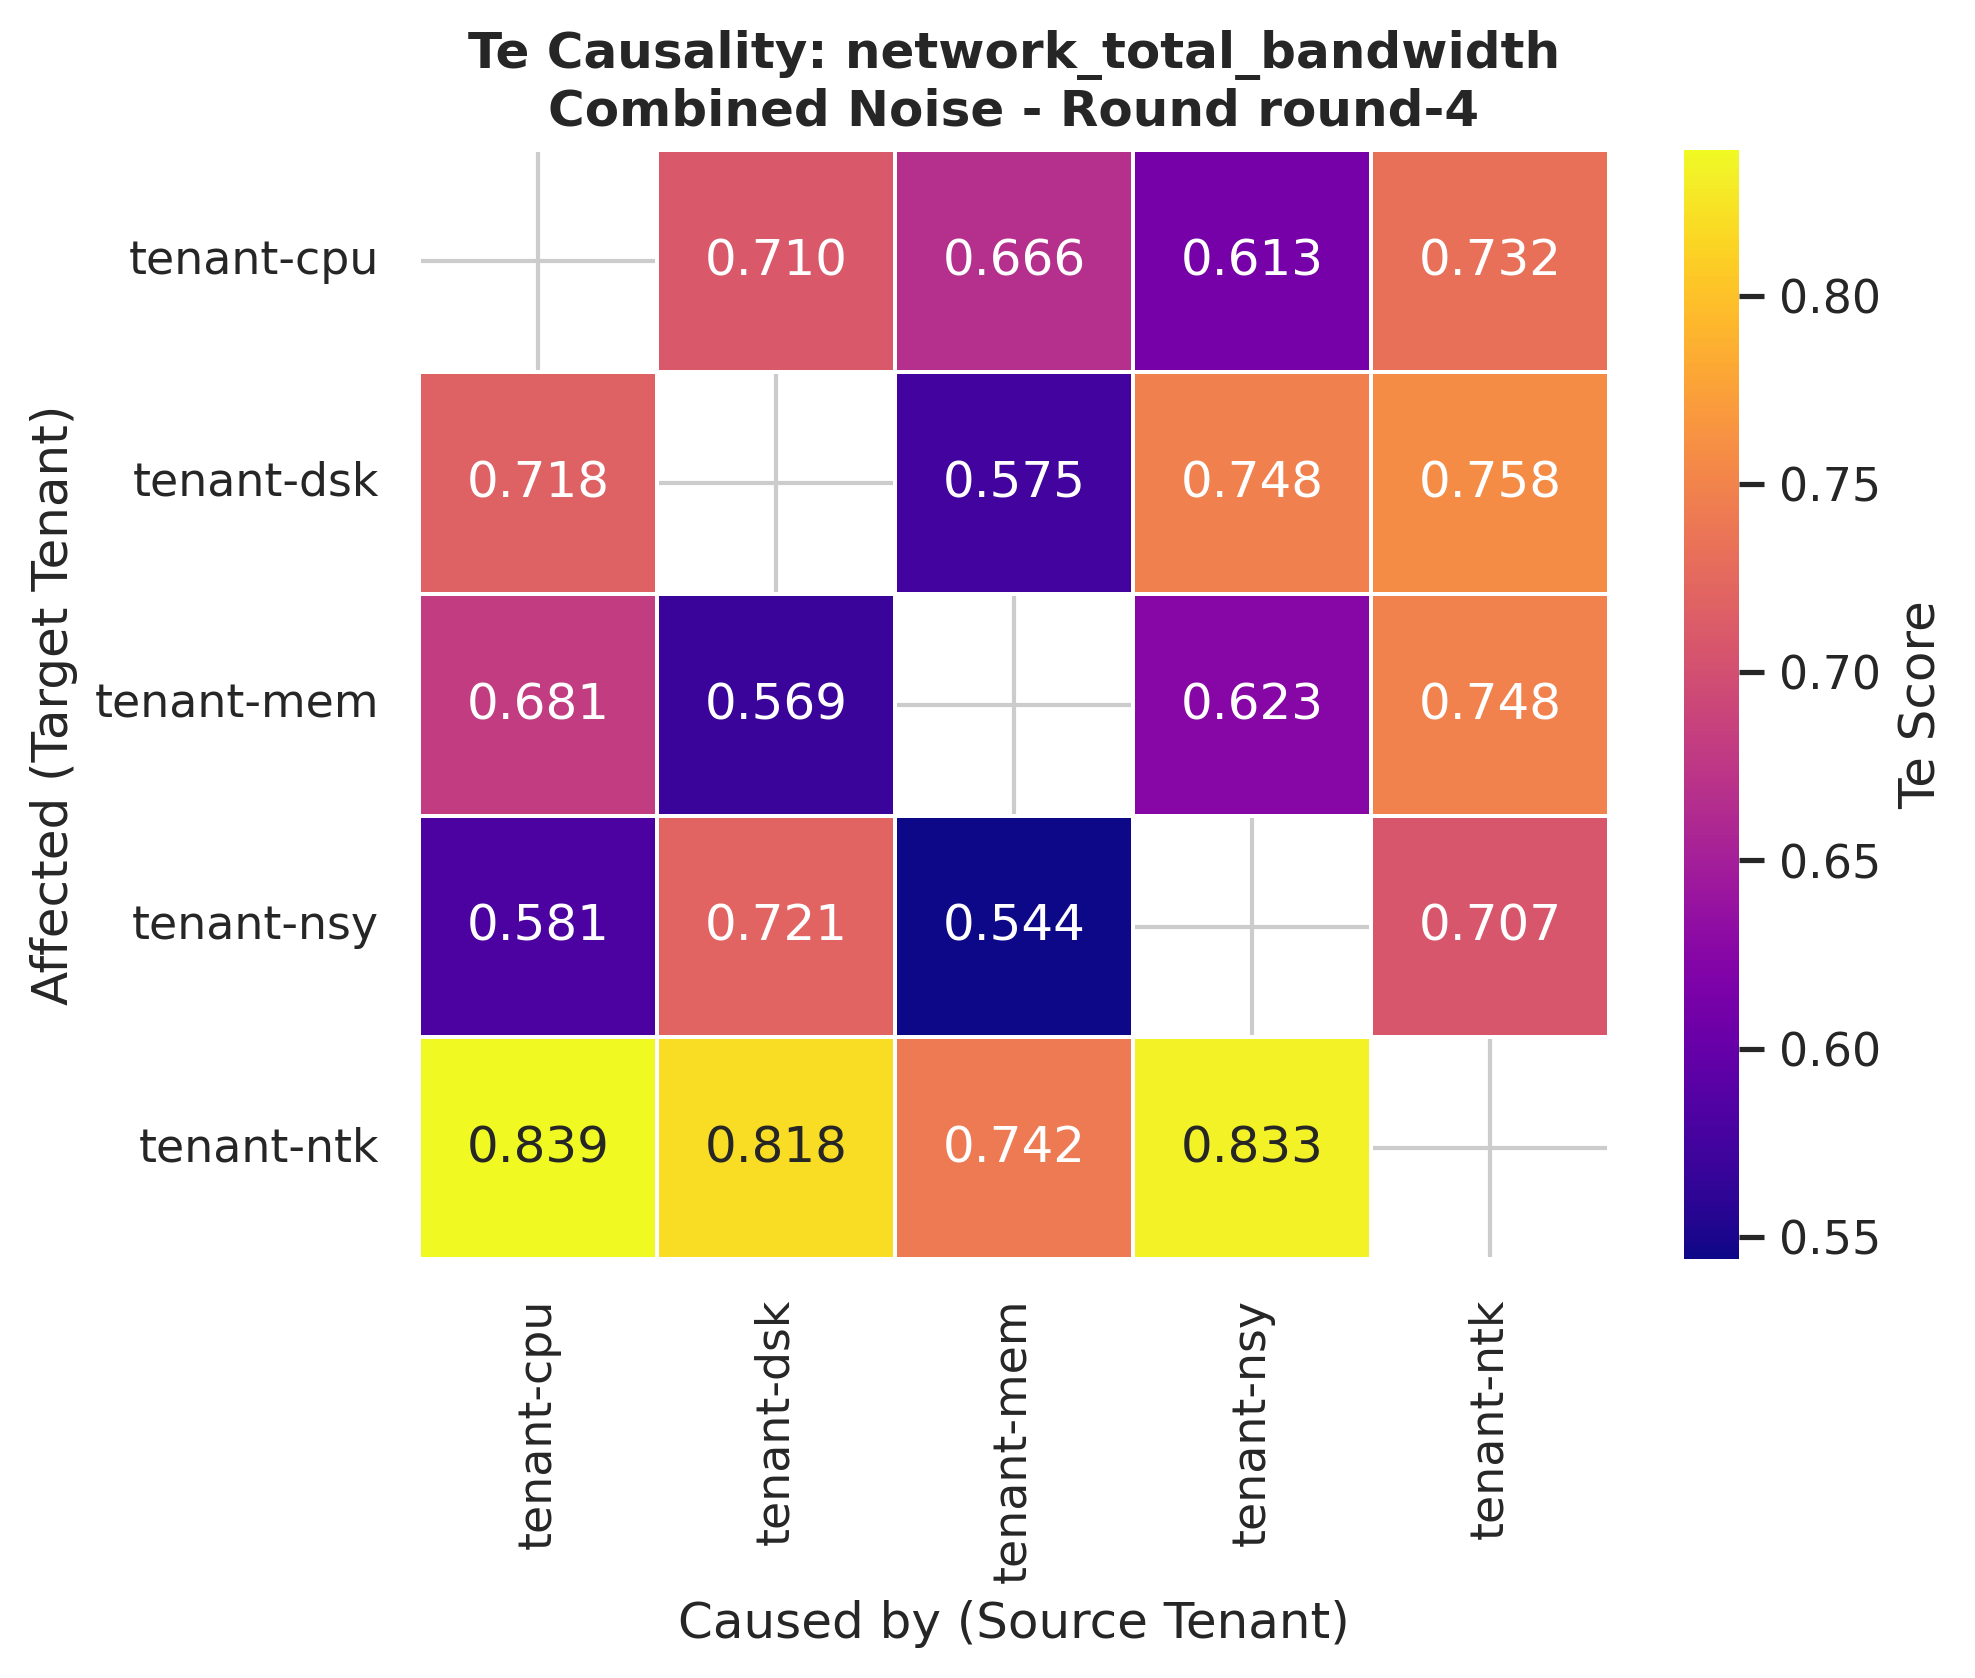 Te Causality: network_total_bandwidth
Combined Noise - Round round-4
Affected (Target Tenant)
tenant-cpu 0.710 0.666 0.613 0.732
tenant-dsk 0.718 0.575 0.748 0.758
tenant-mem 0.681 0.569 0.623 0.748
tenant-nsy 0.581 0.721 0.544 0.707
tenant-ntk 0.839 0.818 0.742 0.833
tenant-cpu
tenant-dsk
tenant-mem
tenant-nsy
tenant-ntk
Caused by (Source Tenant)
0.80
0.75
0.70
0.65
0.60
0.55
Te Score